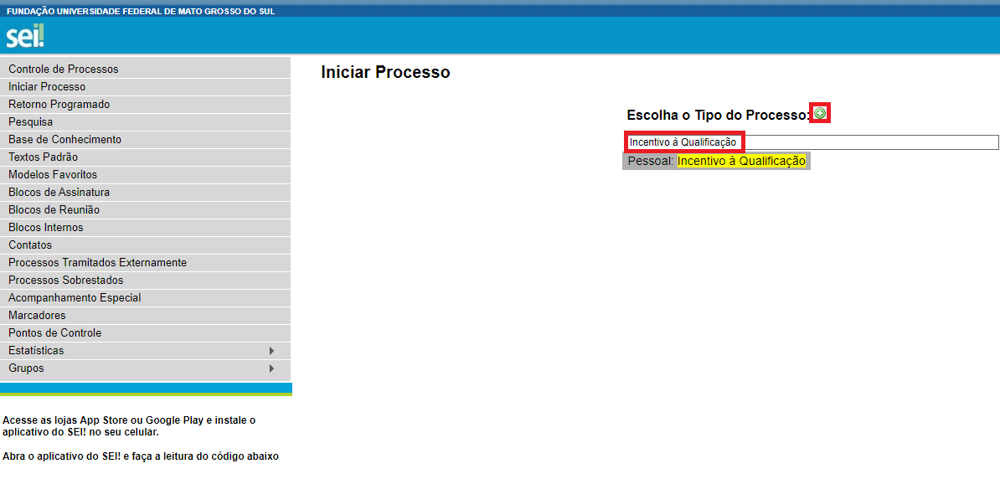 FUNDAÇÃO UNIVERSIDADE FEDERAL DE MATO GROSSO DO SUL
sei!
Controle de Processos
Iniciar Processo
Retorno Programado
Pesquisa
Base de Conhecimento
Textos Padrão
Modelos Favoritos
Blocos de Assinatura
Blocos de Reunião
Blocos Internos
Contatos
Processos Tramitados Externamente
Processos Sobrestados
Acompanhamento Especial
Marcadores
Pontos de Controle
Estatísticas
Grupos
Acesse as lojas App Store ou Google Play e instale o
aplicativo do SEI! no seu celular.
Abra o aplicativo do SEI! e faça a leitura do código abaixo
Iniciar Processo
Escolha o Tipo do Processo:
Incentivo à Qualificação
Pessoal: Incentivo à Qualificação